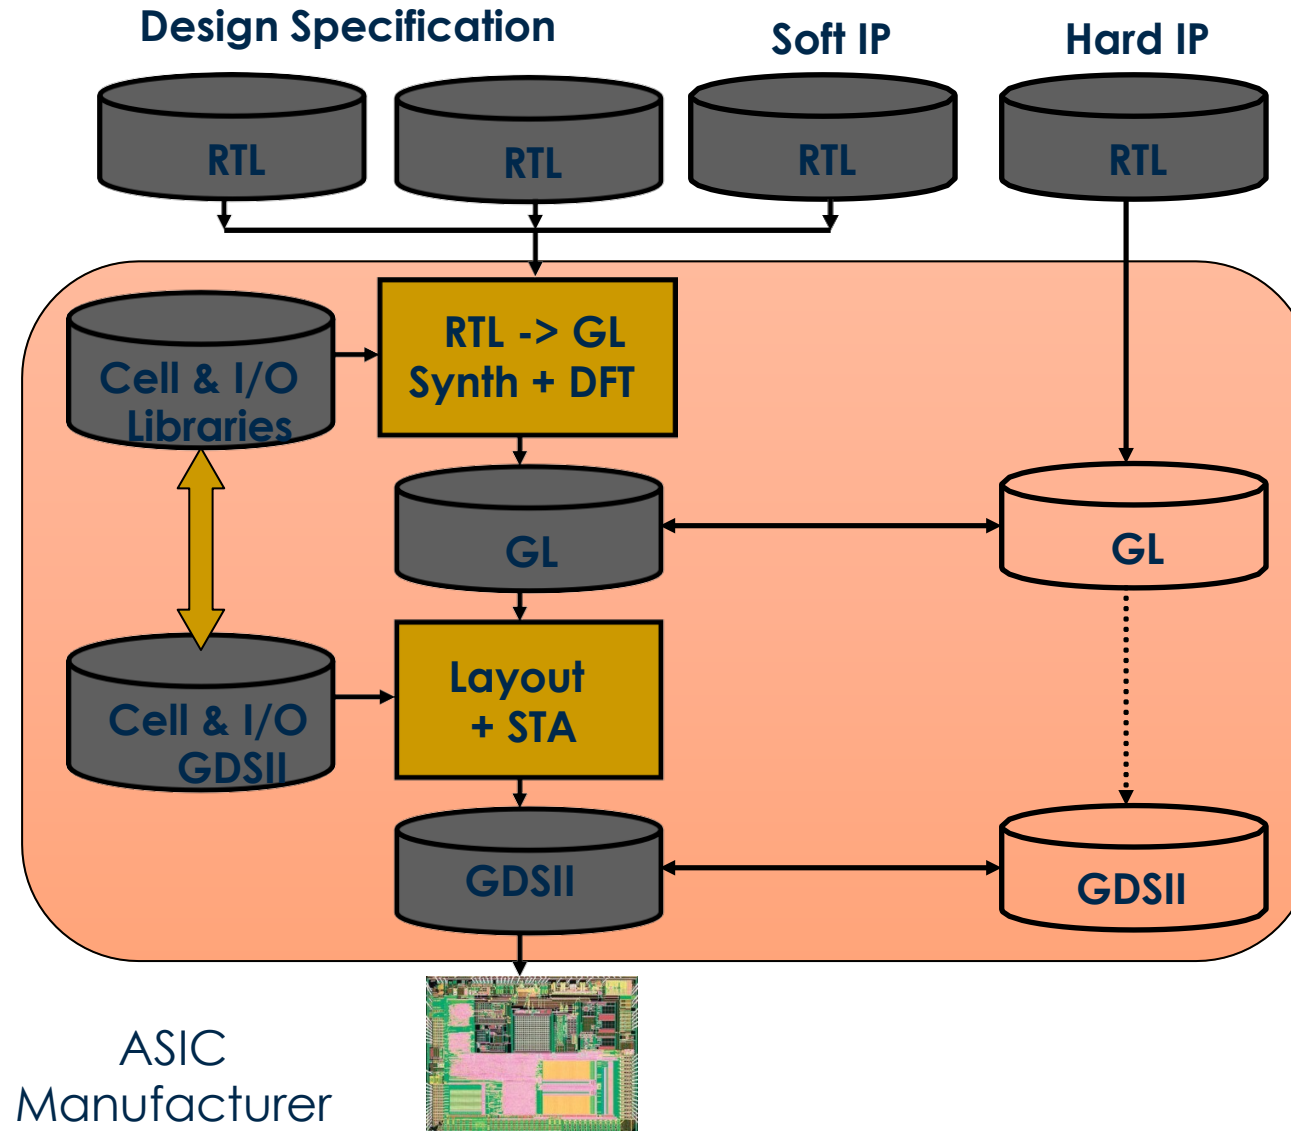 Design Specification
Soft IP
Hard IP
RTL
RTL
RTL
RTL
RTL -> GL
Synth + DFT
Cell & I/O
Libraries
GL
GL
Layout
+ STA
Cell & I/O
GDSII
GDSII
GDSII
ASIC
Manufacturer